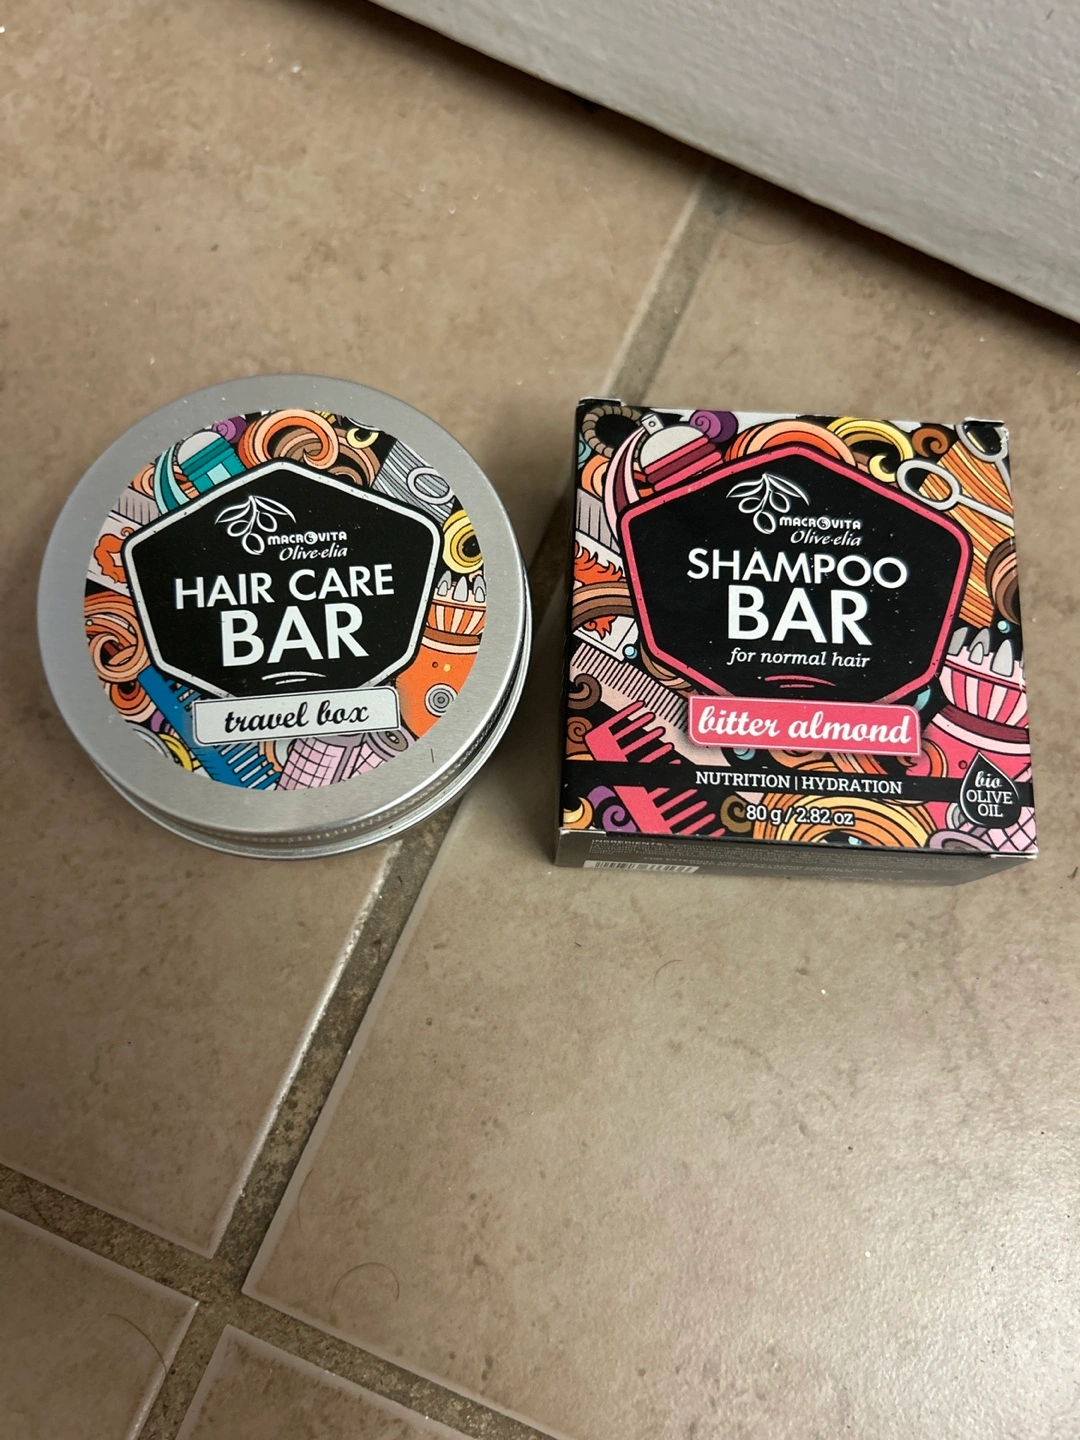 MACROVITA
Olive-elia
HAIR CARE
BAR
travel box
MACROVITA
Olive-elia
SHAMPOO
BAR
for normal hair
bitter almond
NUTRITION | HYDRATION
80 g / 2.82 oz
bio
OLIVE
OIL
INGREDIENTS